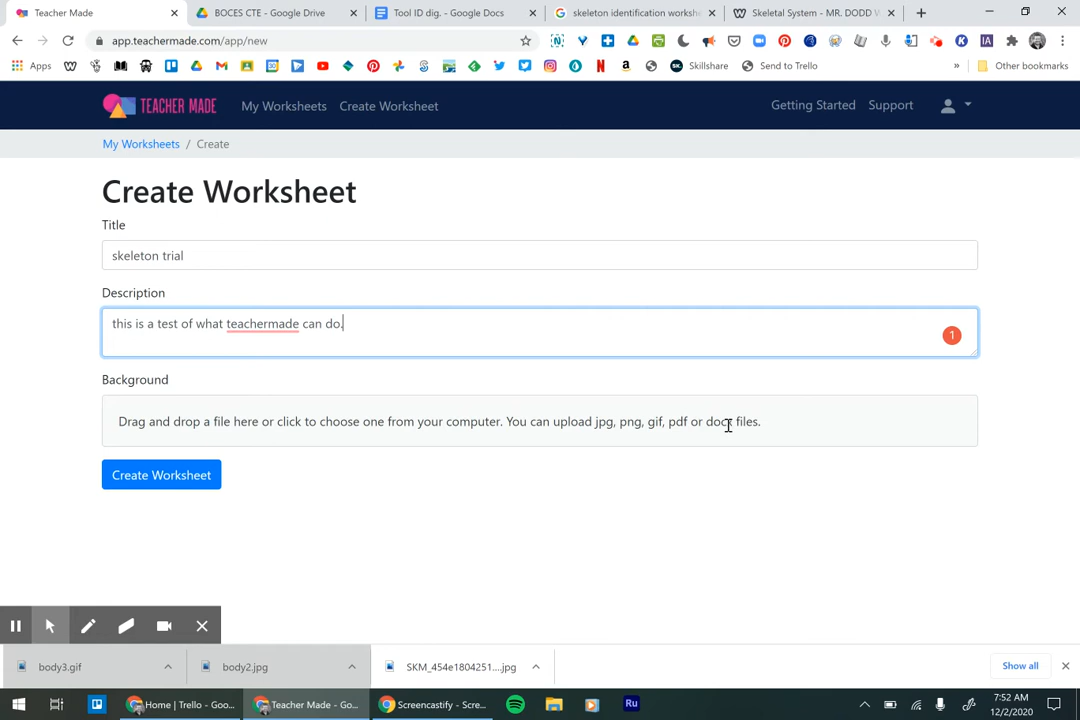 Teacher Made
BOCES CTE - Google Drive
Tool ID dig. - Google Docs
skeleton identification workshe
Skeletal System - MR. DODD W
app.teachermade.com/app/new
Apps
Skillshare
Send to Trello
Other bookmarks
TEACHER MADE
My Worksheets
Create Worksheet
Getting Started
Support
My Worksheets / Create
Create Worksheet
Title
skeleton trial
Description
this is a test of what teachermade can do.
1
Background
Drag and drop a file here or click to choose one from your computer. You can upload jpg, png, gif, pdf or docx files.
Create Worksheet
body3.gif
body2.jpg
SKM_454e1804251....jpg
Show all
Home | Trello - Goo...
Teacher Made - Go...
Screencastify - Scre...
Ru
7:52 AM
12/2/2020